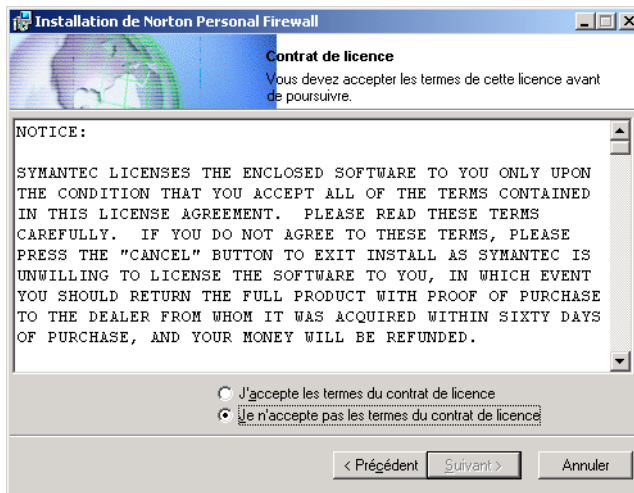 Installation de Norton Personal Firewall
Contrat de licence
Vous devez accepter les termes de cette licence avant
de poursuivre.
NOTICE:
SYMANTEC LICENSES THE ENCLOSED SOFTWARE TO YOU ONLY UPON
THE CONDITION THAT YOU ACCEPT ALL OF THE TERMS CONTAINED
IN THIS LICENSE AGREEMENT.  PLEASE READ THESE TERMS
CAREFULLY.  IF YOU DO NOT AGREE TO THESE TERMS, PLEASE
PRESS THE "CANCEL" BUTTON TO EXIT INSTALL AS SYMANTEC IS
UNWILLING TO LICENSE THE SOFTWARE TO YOU, IN WHICH EVENT
YOU SHOULD RETURN THE FULL PRODUCT WITH PROOF OF PURCHASE
TO THE DEALER FROM WHOM IT WAS ACQUIRED WITHIN SIXTY DAYS
OF PURCHASE, AND YOUR MONEY WILL BE REFUNDED.
J'accepte les termes du contrat de licence
Je n'accepte pas les termes du contrat de licence
< Précédent Suivant > Annuler